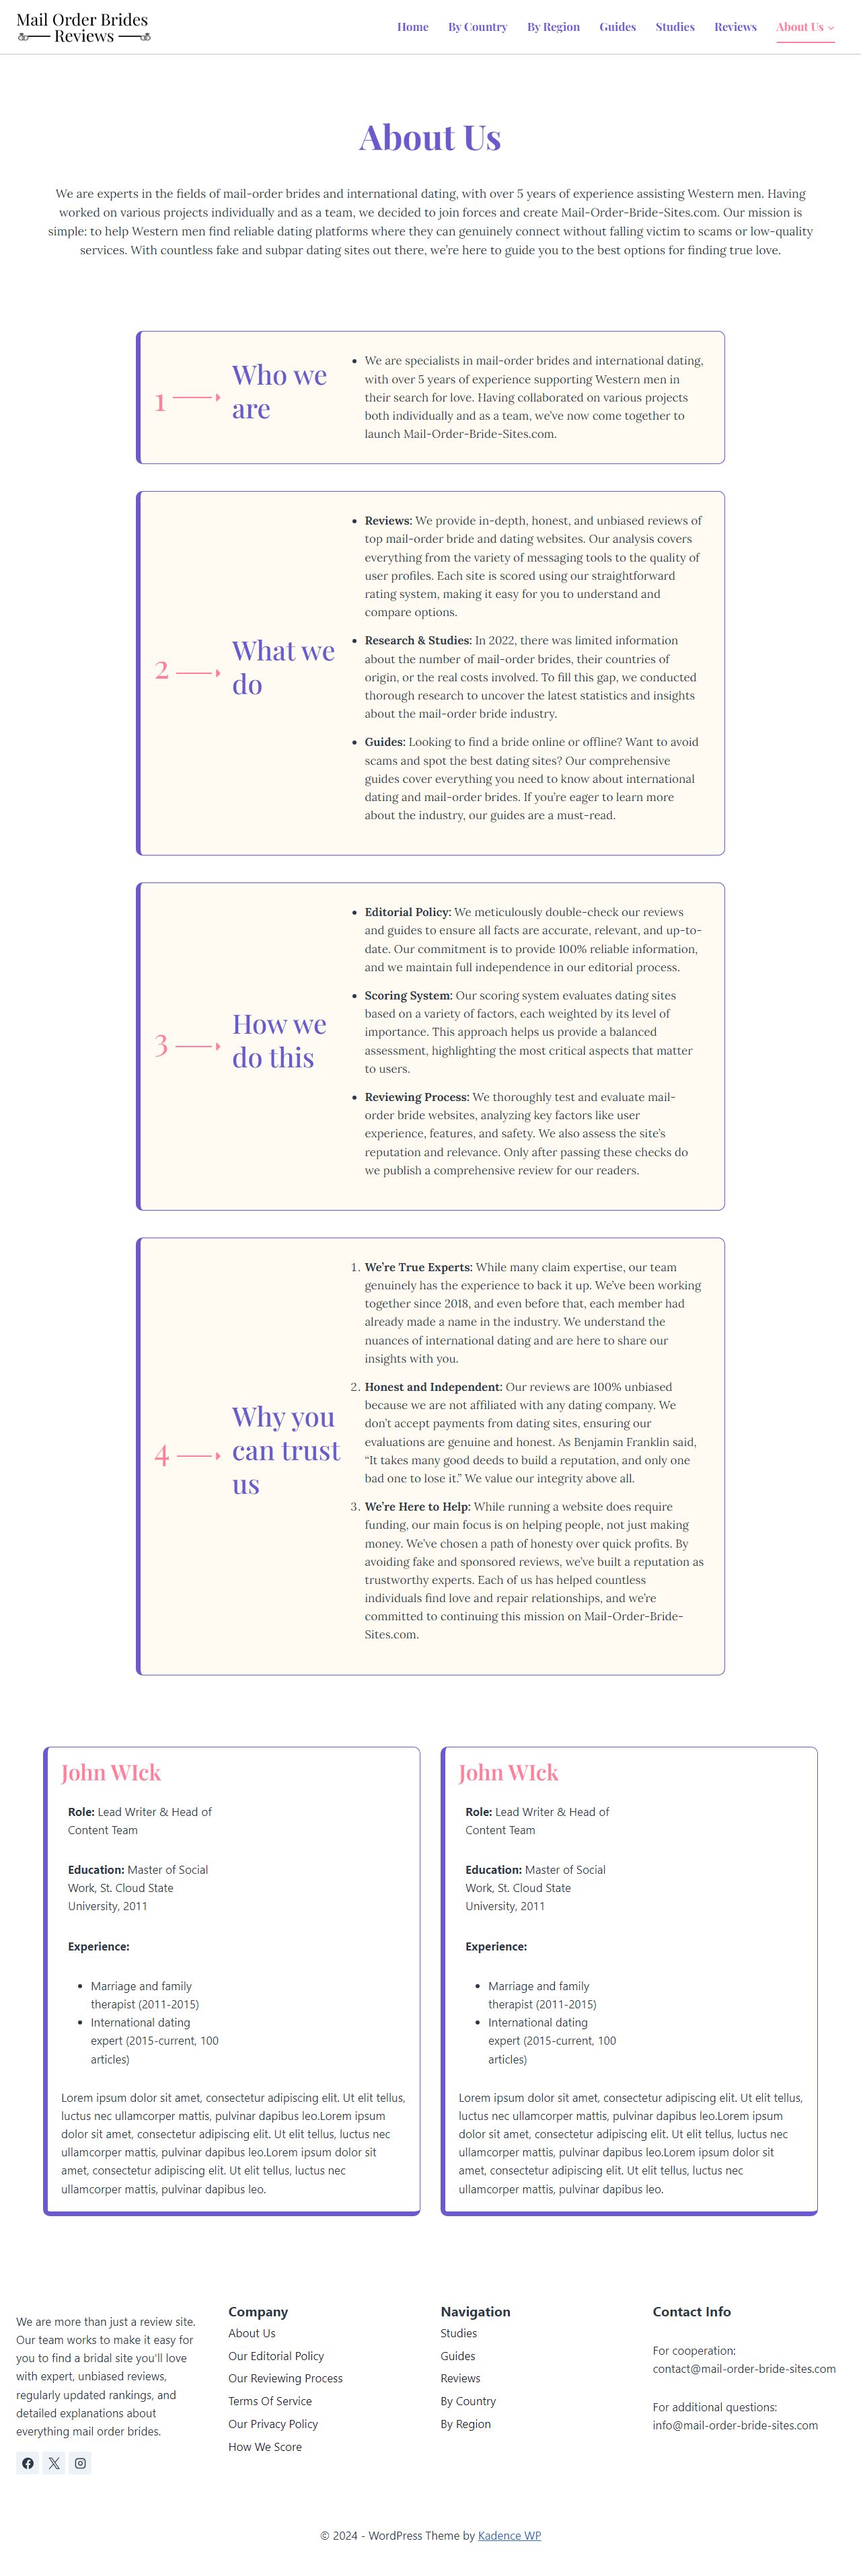 Mail Order Brides
Reviews
Home By Country By Region Guides Studies Reviews About Us
About Us
We are experts in the fields of mail-order brides and international dating, with over 5 years of experience assisting Western men. Having
worked on various projects individually and as a team, we decided to join forces and create Mail-Order-Bride-Sites.com. Our mission is
simple: to help Western men find reliable dating platforms where they can genuinely connect without falling victim to scams or low-quality
services. With countless fake and subpar dating sites out there, we're here to guide you to the best options for finding true love.
1
Who we
are
• We are specialists in mail-order brides and international dating,
with over 5 years of experience supporting Western men in
their search for love. Having collaborated on various projects
both individually and as a team, we've now come together to
launch Mail-Order-Bride-Sites.com.
2
What we
do
• Reviews: We provide in-depth, honest, and unbiased reviews of
top mail-order bride and dating websites. Our analysis covers
everything from the variety of messaging tools to the quality of
user profiles. Each site is scored using our straightforward
rating system, making it easy for you to understand and
compare options.
• Research & Studies: In 2022, there was limited information
about the number of mail-order brides, their countries of
origin, or the real costs involved. To fill this gap, we conducted
thorough research to uncover the latest statistics and insights
about the mail-order bride industry.
• Guides: Looking to find a bride online or offline? Want to avoid
scams and spot the best dating sites? Our comprehensive
guides cover everything you need to know about international
dating and mail-order brides. If you're eager to learn more
about the industry, our guides are a must-read.
3
How we
do this
• Editorial Policy: We meticulously double-check our reviews
and guides to ensure all facts are accurate, relevant, and up-to-
date. Our commitment is to provide 100% reliable information,
and we maintain full independence in our editorial process.
• Scoring System: Our scoring system evaluates dating sites
based on a variety of factors, each weighted by its level of
importance. This approach helps us provide a balanced
assessment, highlighting the most critical aspects that matter
to users.
• Reviewing Process: We thoroughly test and evaluate mail-
order bride websites, analyzing key factors like user
experience, features, and safety. We also assess the site's
reputation and relevance. Only after passing these checks do
we publish a comprehensive review for our readers.
4
Why you
can trust
us
1. We're True Experts: While many claim expertise, our team
genuinely has the experience to back it up. We've been working
together since 2018, and even before that, each member had
already made a name in the industry. We understand the
nuances of international dating and are here to share our
insights with you.
2. Honest and Independent: Our reviews are 100% unbiased
because we are not affiliated with any dating company. We
don't accept payments from dating sites, ensuring our
evaluations are genuine and honest. As Benjamin Franklin said,
“It takes many good deeds to build a reputation, and only one
bad one to lose it.” We value our integrity above all.
3. We're Here to Help: While running a website does require
funding, our main focus is on helping people, not just making
money. We've chosen a path of honesty over quick profits. By
avoiding fake and sponsored reviews, we've built a reputation as
trustworthy experts. Each of us has helped countless
individuals find love and repair relationships, and we're
committed to continuing this mission on Mail-Order-Bride-
Sites.com.
John WIck
Role: Lead Writer & Head of
Content Team
Education: Master of Social
Work, St. Cloud State
University, 2011
Experience:
• Marriage and family
therapist (2011-2015)
• International dating
expert (2015-current, 100
articles)
Lorem ipsum dolor sit amet, consectetur adipiscing elit. Ut elit tellus,
luctus nec ullamcorper mattis, pulvinar dapibus leo.Lorem ipsum
dolor sit amet, consectetur adipiscing elit. Ut elit tellus, luctus nec
ullamcorper mattis, pulvinar dapibus leo.Lorem ipsum dolor sit
amet, consectetur adipiscing elit. Ut elit tellus, luctus nec
ullamcorper mattis, pulvinar dapibus leo.
John WIck
Role: Lead Writer & Head of
Content Team
Education: Master of Social
Work, St. Cloud State
University, 2011
Experience:
• Marriage and family
therapist (2011-2015)
• International dating
expert (2015-current, 100
articles)
Lorem ipsum dolor sit amet, consectetur adipiscing elit. Ut elit tellus,
luctus nec ullamcorper mattis, pulvinar dapibus leo.Lorem ipsum
dolor sit amet, consectetur adipiscing elit. Ut elit tellus, luctus nec
ullamcorper mattis, pulvinar dapibus leo.Lorem ipsum dolor sit
amet, consectetur adipiscing elit. Ut elit tellus, luctus nec
ullamcorper mattis, pulvinar dapibus leo.
We are more than just a review site.
Our team works to make it easy for
you to find a bridal site you'll love
with expert, unbiased reviews,
regularly updated rankings, and
detailed explanations about
everything mail order brides.
Company
About Us
Our Editorial Policy
Our Reviewing Process
Terms Of Service
Our Privacy Policy
How We Score
Navigation
Studies
Guides
Reviews
By Country
By Region
Contact Info
For cooperation:
contact@mail-order-bride-sites.com
For additional questions:
info@mail-order-bride-sites.com
© 2024 - WordPress Theme by Kadence WP